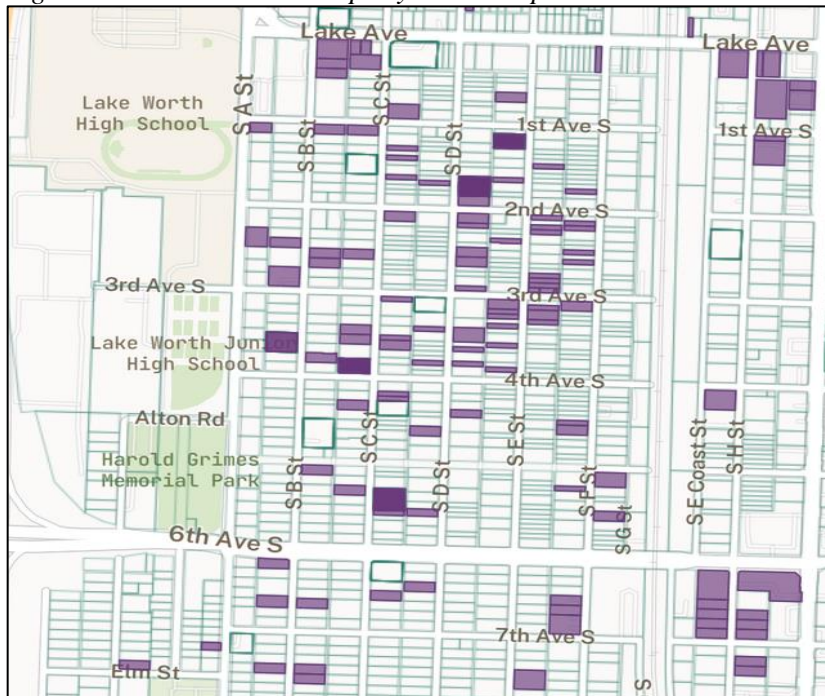 Lake Ave
Lake Ave
Lake Worth
High School
S A St
S B St
S C St
S D St
1st Ave S
1st Ave S
2nd Ave S
3rd Ave S
3rd Ave S
Lake Worth Junior
High School
4th Ave S
Alton Rd
Harold Grimes
Memorial Park
S B St
S C St
S D St
S E St
S F St
S G St
S E Coast St
S H St
6th Ave S
7th Ave S
Elm St
S